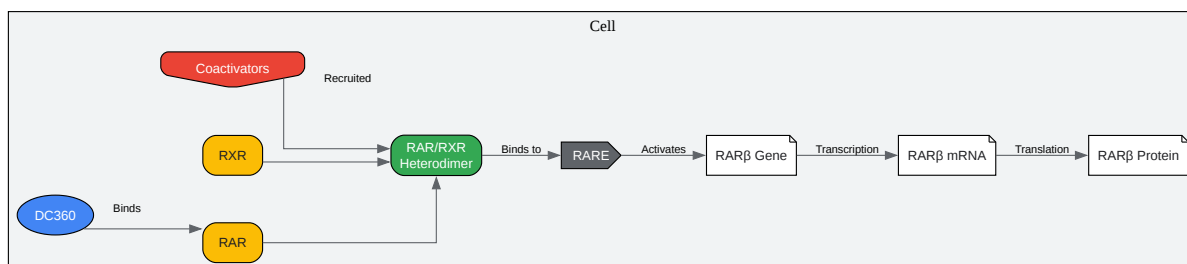 Cell
Coactivators
Recruited
RXR
RAR/RXR
Heterodimer
Binds to
RARE
Activates
RARβ Gene
Transcription
RARβ mRNA
Translation
RARβ Protein
DC360
Binds
RAR